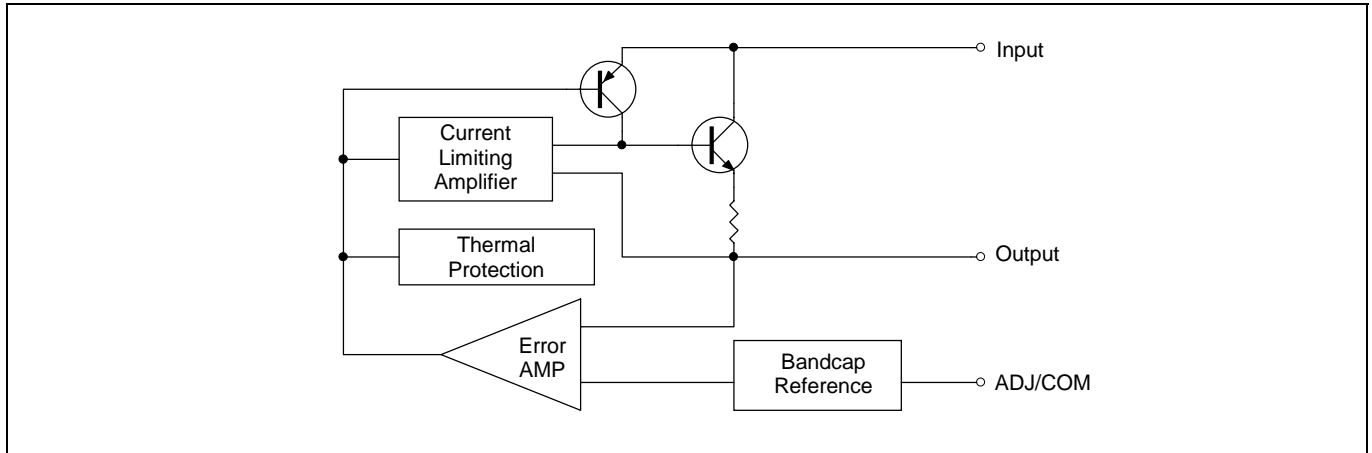 Input
Current
Limiting
Amplifier
Thermal
Protection
Output
Error
AMP
Bandcap
Reference
ADJ/COM